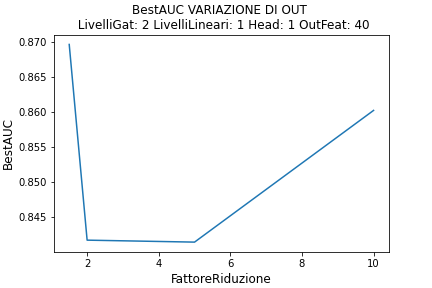 BestAUC VARIAZIONE DI OUT
LivelliGat: 2 LivelliLineari: 1 Head: 1 OutFeat: 40
0.870
0.865
0.860
0.855
0.850
0.845
BestAUC
2
4
6
8
10
FattoreRiduzione